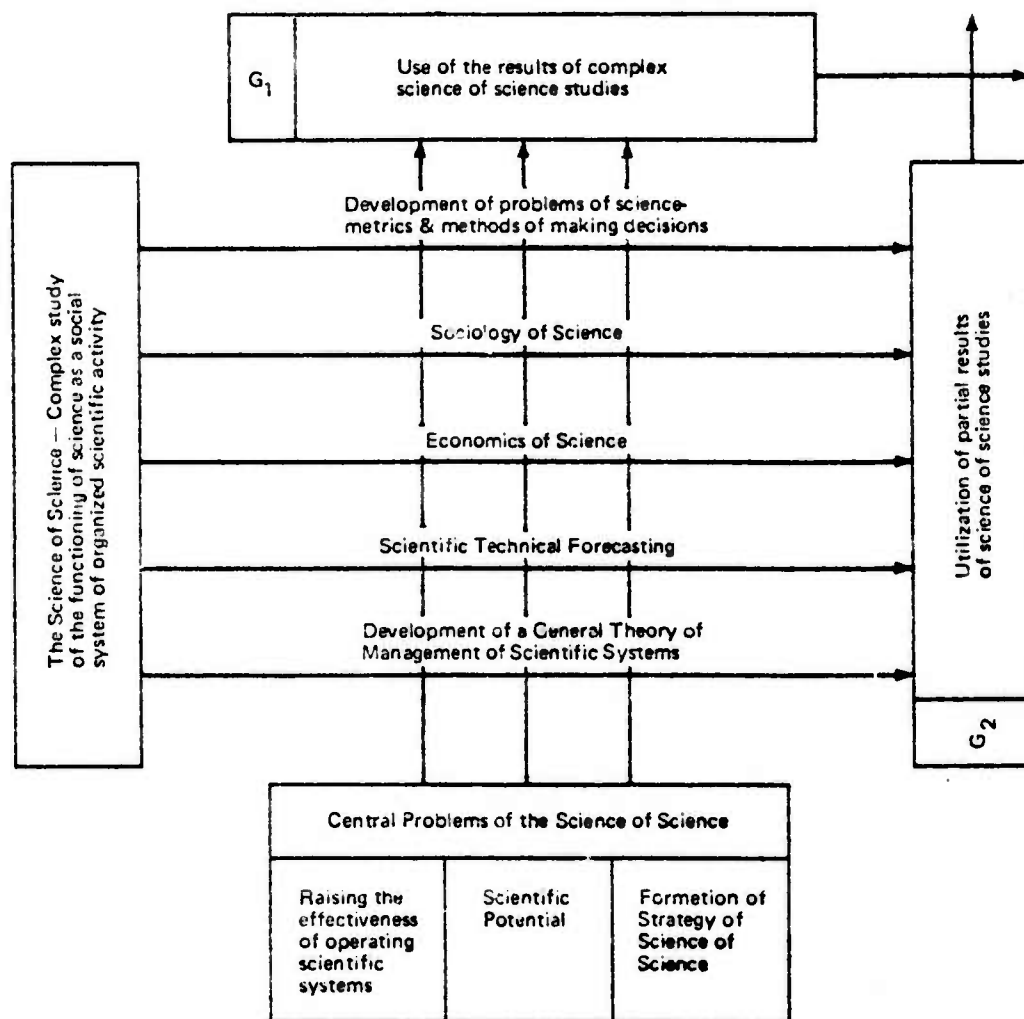 G1
Use of the results of complex
science of science studies
Development of problems of science-
metrics & methods of making decisions
The Science of Science — Complex study
of the functioning of science as a social
system of organized scientific activity
Sociology of Science
Economics of Science
Scientific Technical Forecasting
Development of a General Theory of
Management of Scientific Systems
Utilization of partial results
of science of science studies
G2
Central Problems of the Science of Science
Raising the
effectiveness
of operating
scientific
systems
Scientific
Potential
Formation of
Strategy of
Science of
Science